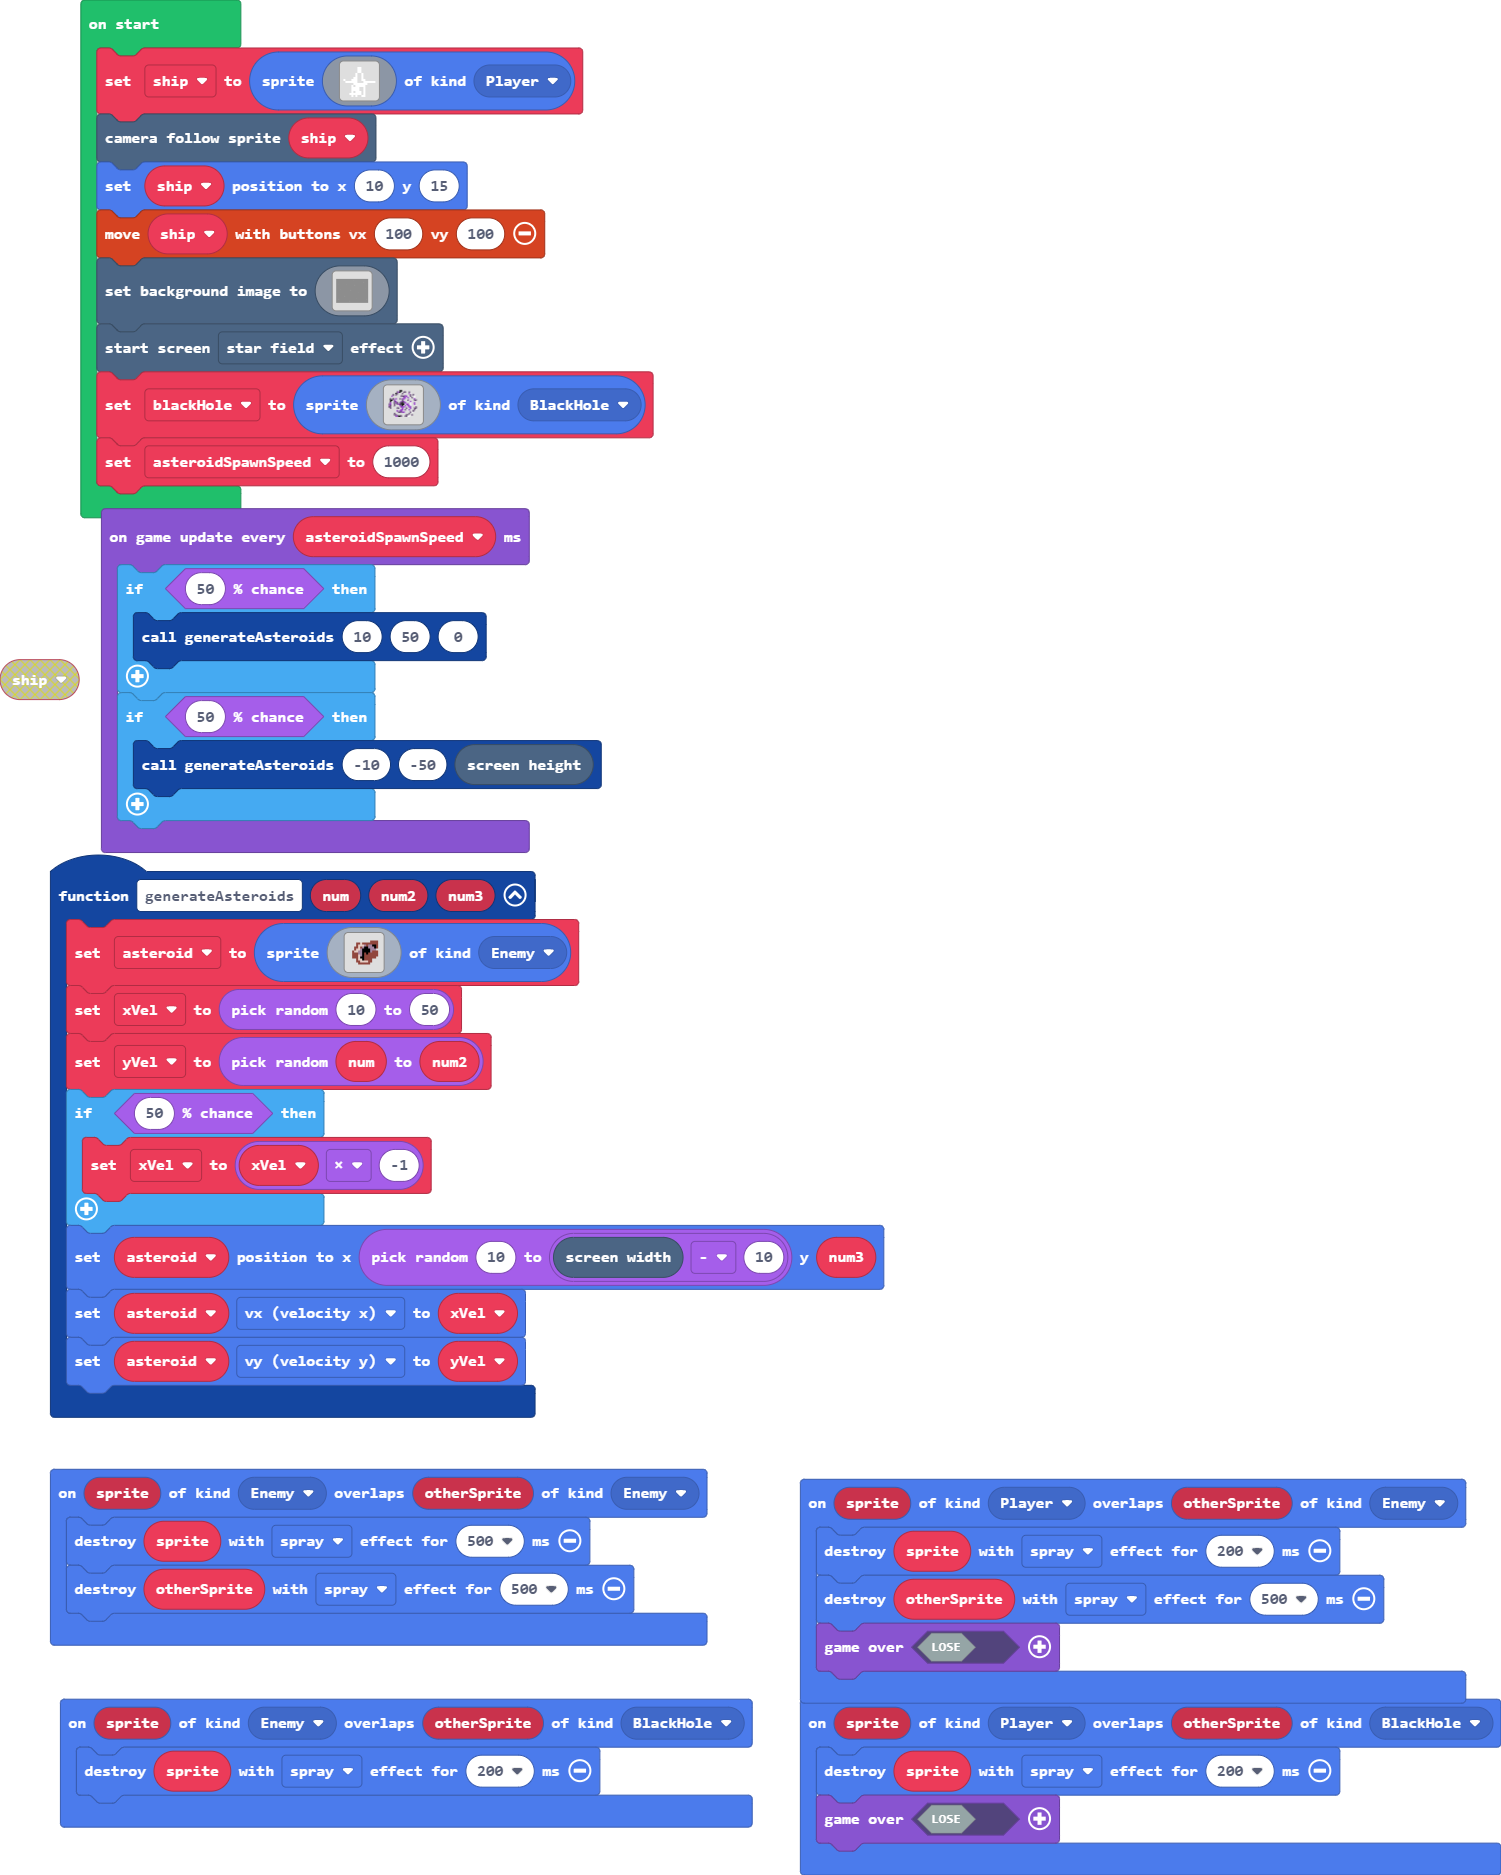 on start
set ship to sprite of kind Player
camera follow sprite ship
set ship position to x 10 y 15
move ship with buttons vx 100 vy 100
set background image to
start screen star field effect
set blackHole to sprite of kind BlackHole
set asteroidSpawnSpeed to 1000
on game update every asteroidSpawnSpeed ms
if 50 % chance then
call generateAsteroids 10 50 0
ship
if 50 % chance then
call generateAsteroids -10 -50 screen height
function generateAsteroids num num2 num3
set asteroid to sprite of kind Enemy
set xVel to pick random 10 to 50
set yVel to pick random num to num2
if 50 % chance then
set xVel to xVel × -1
set asteroid position to x pick random 10 to screen width - 10 y num3
set asteroid vx (velocity x) to xVel
set asteroid vy (velocity y) to yVel
on sprite of kind Enemy overlaps otherSprite of kind Enemy
destroy sprite with spray effect for 500 ms
destroy otherSprite with spray effect for 500 ms
on sprite of kind Player overlaps otherSprite of kind Enemy
destroy sprite with spray effect for 200 ms
destroy otherSprite with spray effect for 500 ms
game over LOSE
on sprite of kind Enemy overlaps otherSprite of kind BlackHole
destroy sprite with spray effect for 200 ms
on sprite of kind Player overlaps otherSprite of kind BlackHole
destroy sprite with spray effect for 200 ms
game over LOSE